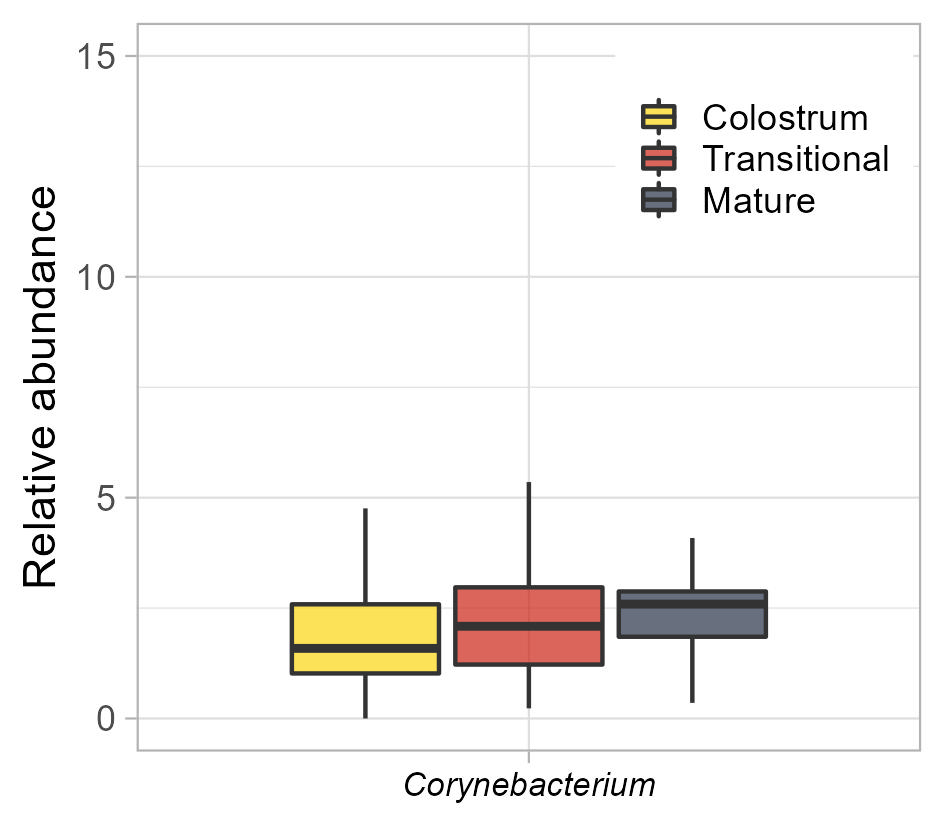 15
10
5
0
Relative abundance
Colostrum
Transitional
Mature
Corynebacterium